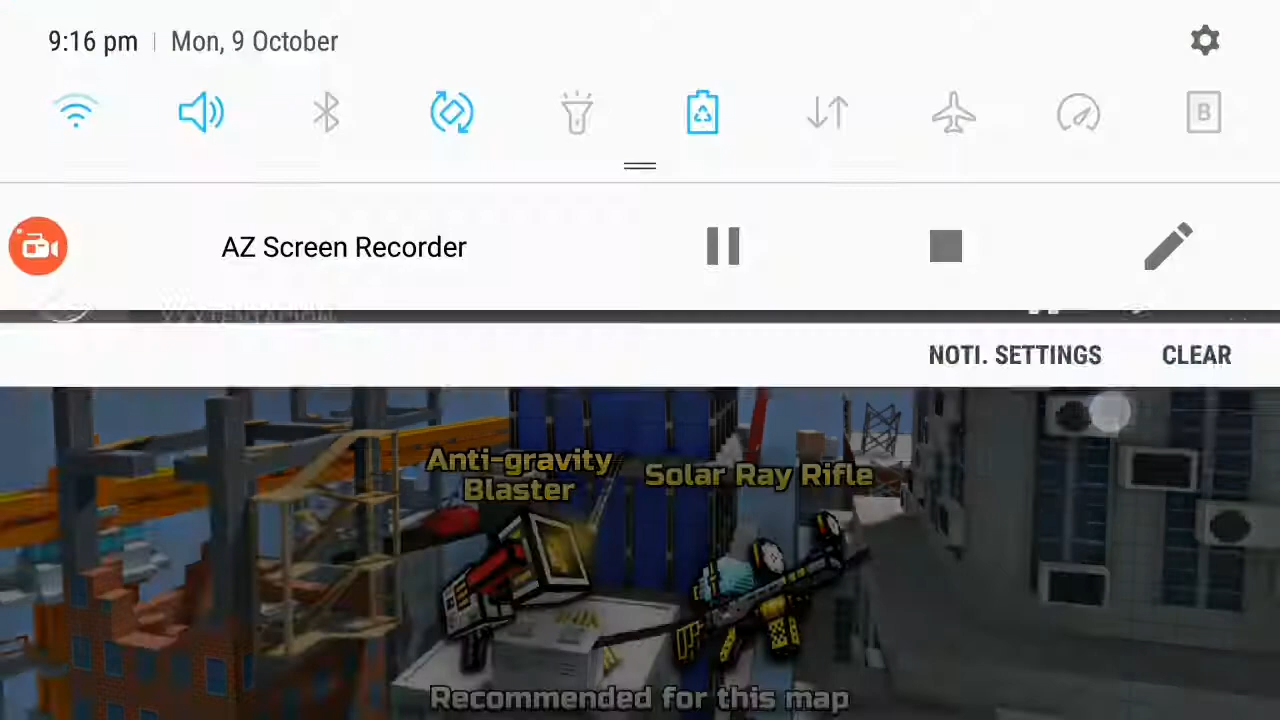 9:16 pm | Mon, 9 October
B
AZ Screen Recorder
NOTI. SETTINGS CLEAR
Anti-gravity
Blaster
Solar Ray Rifle
Recommended for this map